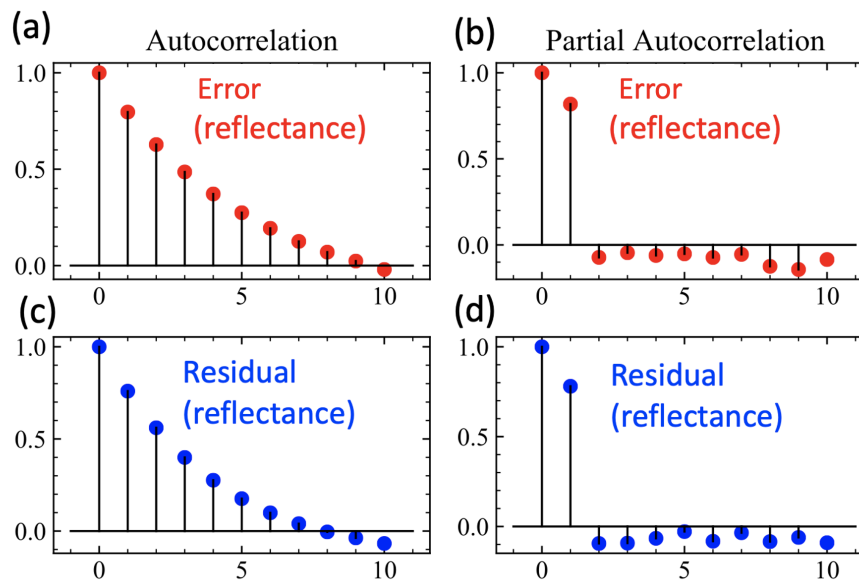 (a)
Autocorrelation
(b)
Partial Autocorrelation
1.0
0.5
0.0
Error
(reflectance)
0
5
10
1.0
0.5
0.0
Error
(reflectance)
0
5
10
(c)
(d)
1.0
0.5
0.0
Residual
(reflectance)
0
5
10
1.0
0.5
0.0
Residual
(reflectance)
0
5
10